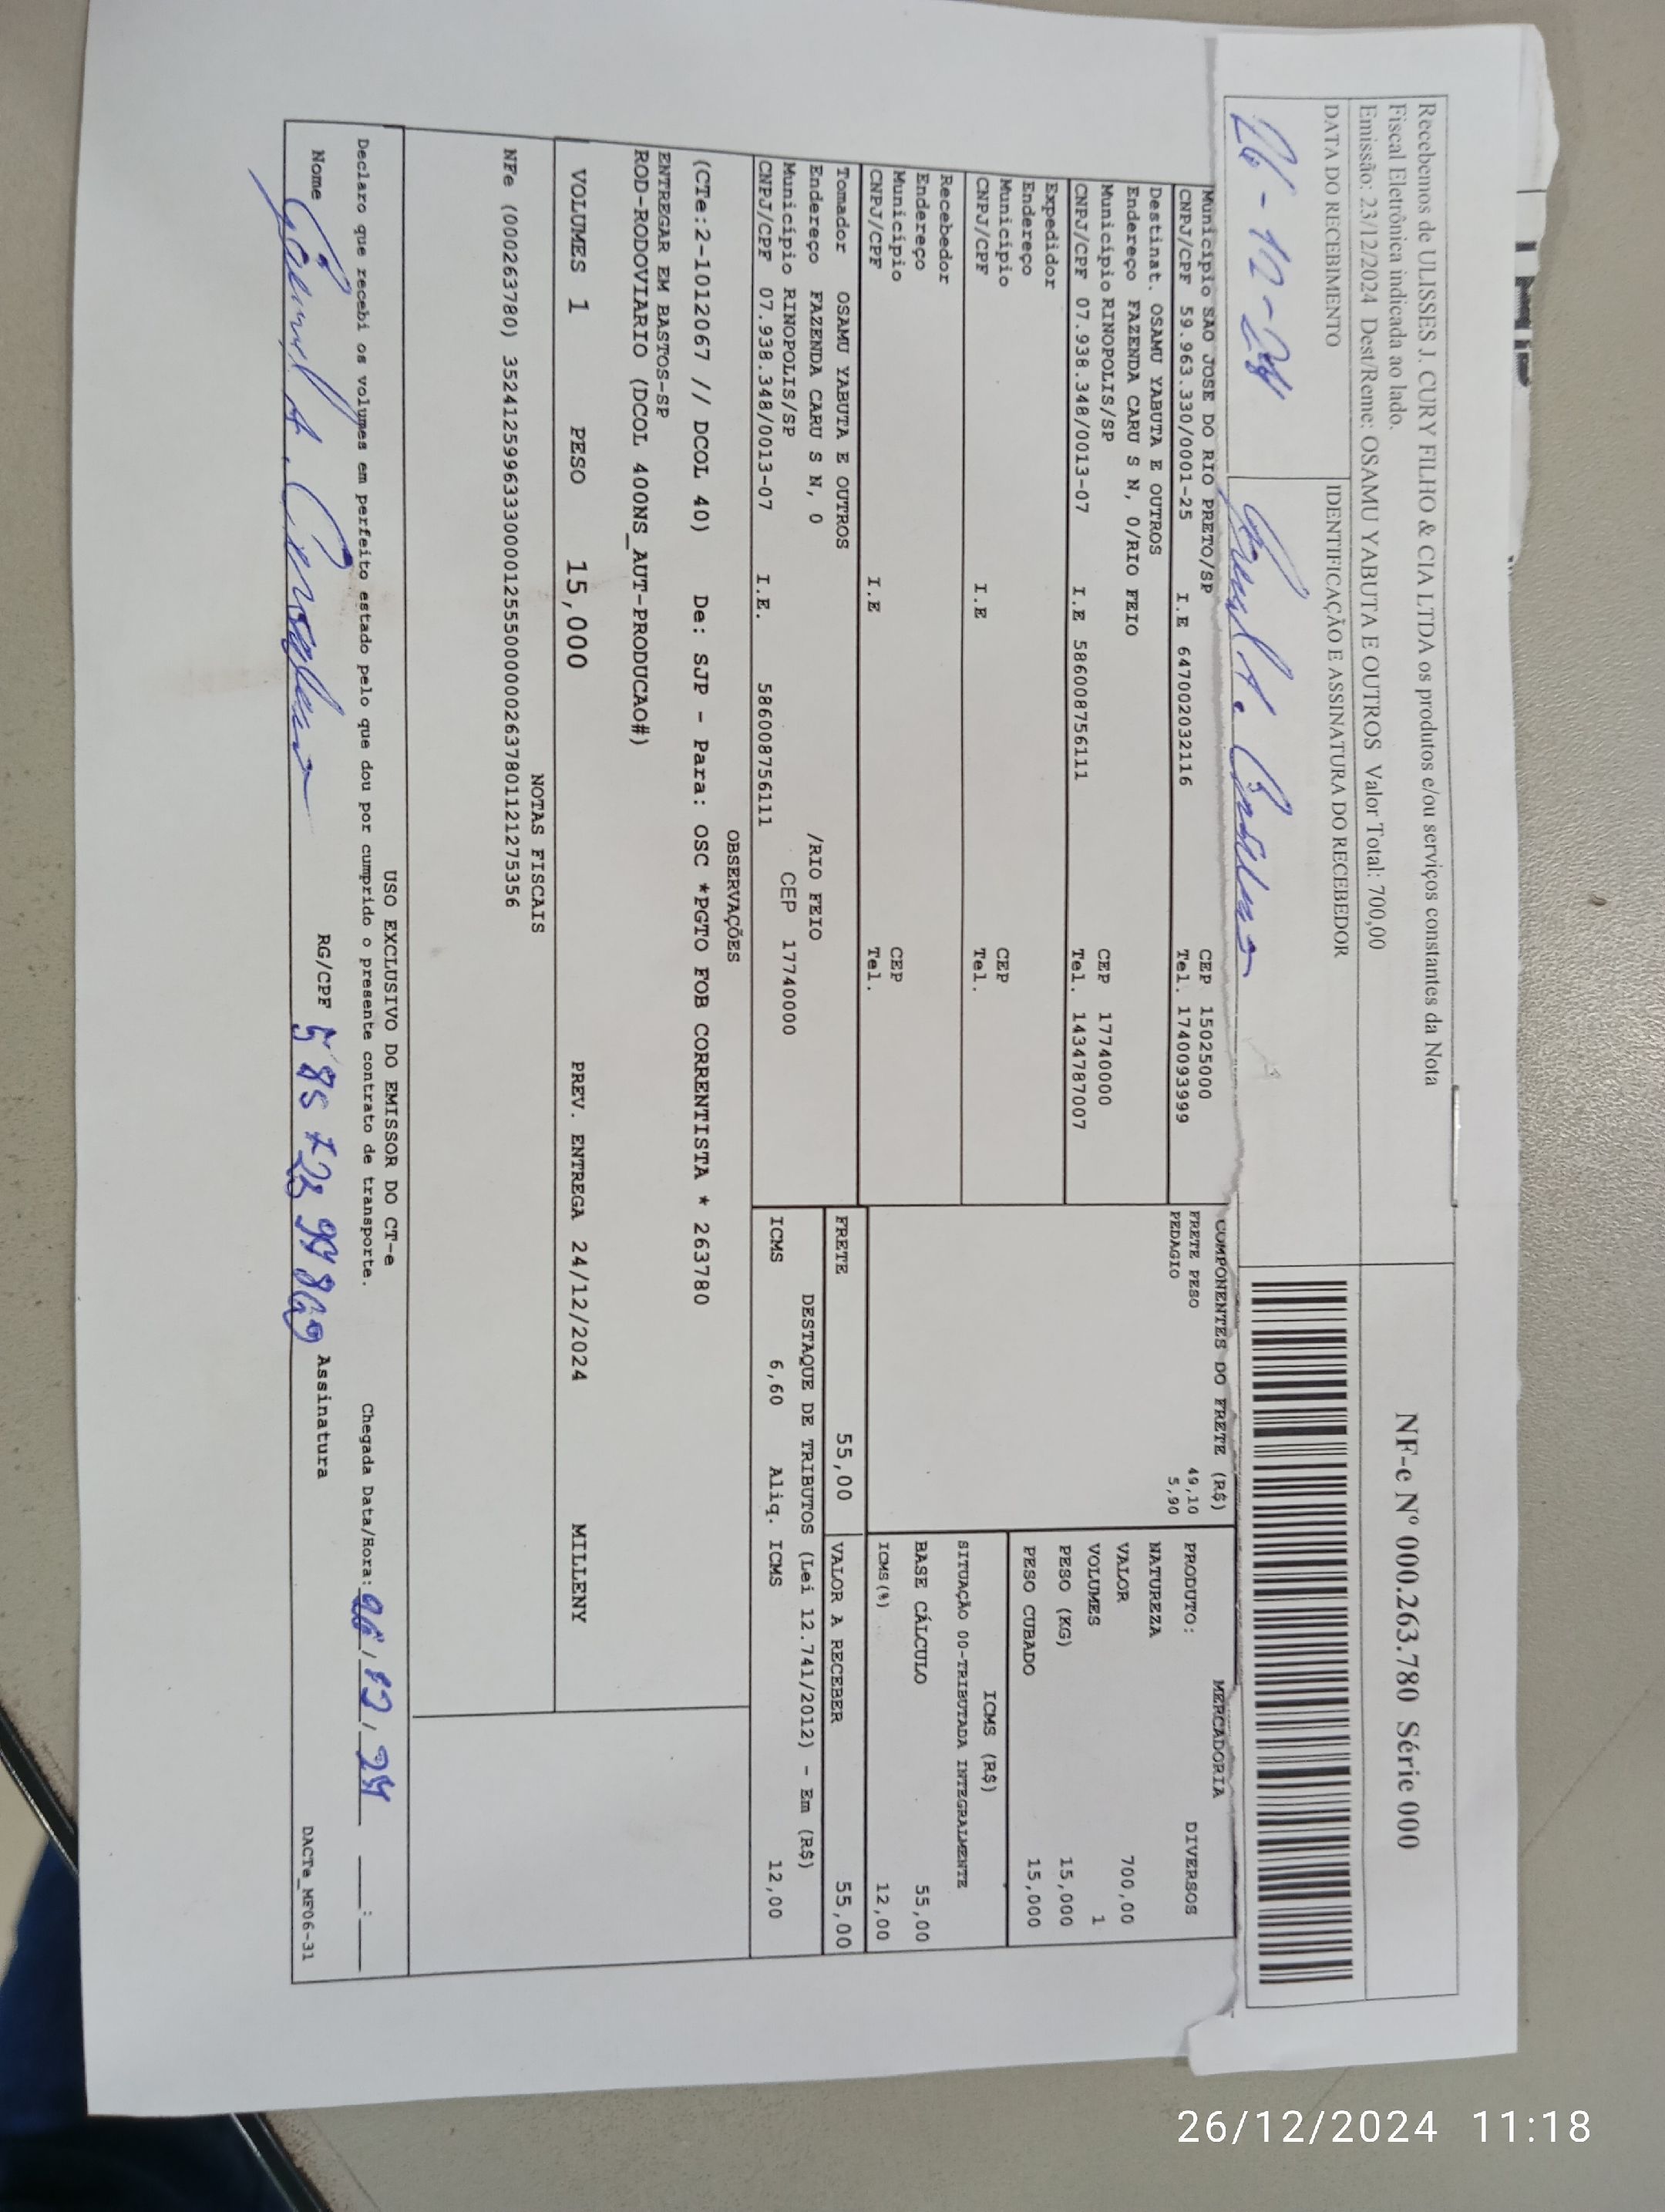 Recebemos de ULISSES J. CURY FILHO & CIA LTDA os produtos e/ou serviços constantes da Nota
Fiscal Eletrônica indicada ao lado.
Emissão: 23/12/2024 Dest/Reme: OSAMU YABUTA E OUTROS Valor Total: 700,00
DATA DO RECEBIMENTO
IDENTIFICAÇÃO E ASSINATURA DO RECEBEDOR
26-12-24
NF-e Nº 000.263.780 Série 000
Município SAO JOSE DO RIO PRETO/SP CEP 15025000
CNPJ/CPF 59.963.330/0001-25 I.E 647002032116 Tel. 1740093999
Destinat. OSAMU YABUTA E OUTROS
Endereço FAZENDA CARU S N, 0/RIO FEIO
Município RINOPOLIS/SP CEP 17740000
CNPJ/CPF 07.938.348/0013-07 I.E 586008756111 Tel. 1434787007
Expedidor
Endereço
Município CEP
CNPJ/CPF I.E Tel.
Recebedor
Endereço
Município CEP
CNPJ/CPF I.E Tel.
Tomador OSAMU YABUTA E OUTROS
Endereço FAZENDA CARU S N, 0 /RIO FEIO
Município RINOPOLIS/SP CEP 17740000
CNPJ/CPF 07.938.348/0013-07 I.E. 586008756111
COMPONENTES DO FRETE (R$)
FRETE PESO 49,10
PEDAGIO 5,90
MERCADORIA
PRODUTO: DIVERSOS
NATUREZA
VALOR 700,00
VOLUMES 1
PESO (KG) 15,000
PESO CUBADO 15,000
ICMS (R$)
SITUAÇÃO 00-TRIBUTADA INTEGRALMENTE
BASE CÁLCULO 55,00
ICMS(%) 12,00
FRETE 55,00 VALOR A RECEBER 55,00
DESTAQUE DE TRIBUTOS (Lei 12.741/2012) - Em (R$)
ICMS 6,60 Aliq. ICMS 12,00
OBSERVAÇÕES
(CTe:2-1012067 // DCOL 40) De: SJP - Para: OSC *PGTO FOB CORRENTISTA * 263780
ENTREGAR EM BASTOS-SP
ROD-RODOVIARIO (DCOL 400NS_AUT-PRODUCAO#)
VOLUMES 1 PESO 15,000 PREV. ENTREGA 24/12/2024 MILLENY
NOTAS FISCAIS
NFe (000263780) 35241259963330000125550000002637801121275356
USO EXCLUSIVO DO EMISSOR DO CT-e
Declaro que recebi os volumes em perfeito estado pelo que dou por cumprido o presente contrato de transporte. Chegada Data/Hora: 26/12/24 __:__
Nome RG/CPF Assinatura
DACTe_MF06-31
26/12/2024 11:18